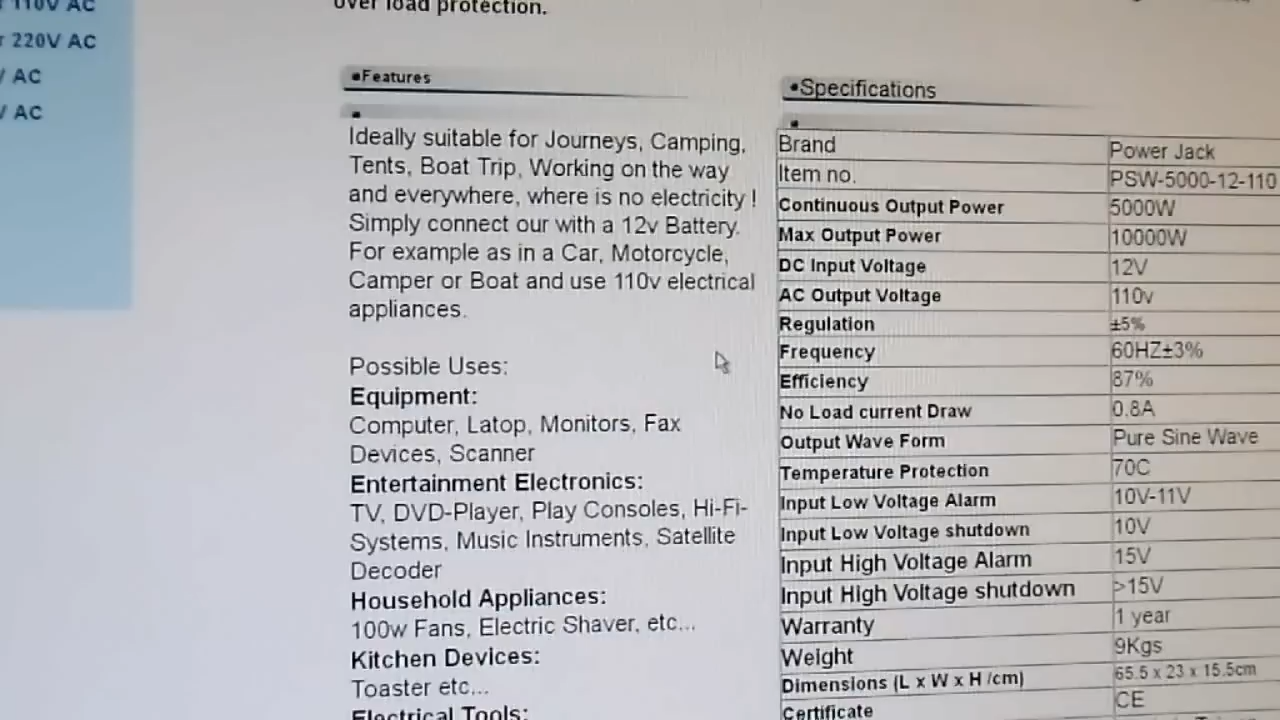 110V AC
220V AC
AC
AC
over load protection.
•Features
Ideally suitable for Journeys, Camping,
Tents, Boat Trip, Working on the way
and everywhere, where is no electricity !
Simply connect our with a 12v Battery.
For example as in a Car, Motorcycle,
Camper or Boat and use 110v electrical
appliances.
Possible Uses:
Equipment:
Computer, Latop, Monitors, Fax
Devices, Scanner
Entertainment Electronics:
TV, DVD-Player, Play Consoles, Hi-Fi-
Systems, Music Instruments, Satellite
Decoder
Household Appliances:
100w Fans, Electric Shaver, etc...
Kitchen Devices:
Toaster etc...
Electrical Tools:
•Specifications
Brand Power Jack
Item no. PSW-5000-12-110
Continuous Output Power 5000W
Max Output Power 10000W
DC Input Voltage 12V
AC Output Voltage 110v
Regulation ±5%
Frequency 60HZ±3%
Efficiency 87%
No Load current Draw 0.8A
Output Wave Form Pure Sine Wave
Temperature Protection 70C
Input Low Voltage Alarm 10V-11V
Input Low Voltage shutdown 10V
Input High Voltage Alarm 15V
Input High Voltage shutdown >15V
Warranty 1 year
Weight 9Kgs
Dimensions (L x W x H /cm) 65.5 x 23 x 15.5cm
Certificate CE